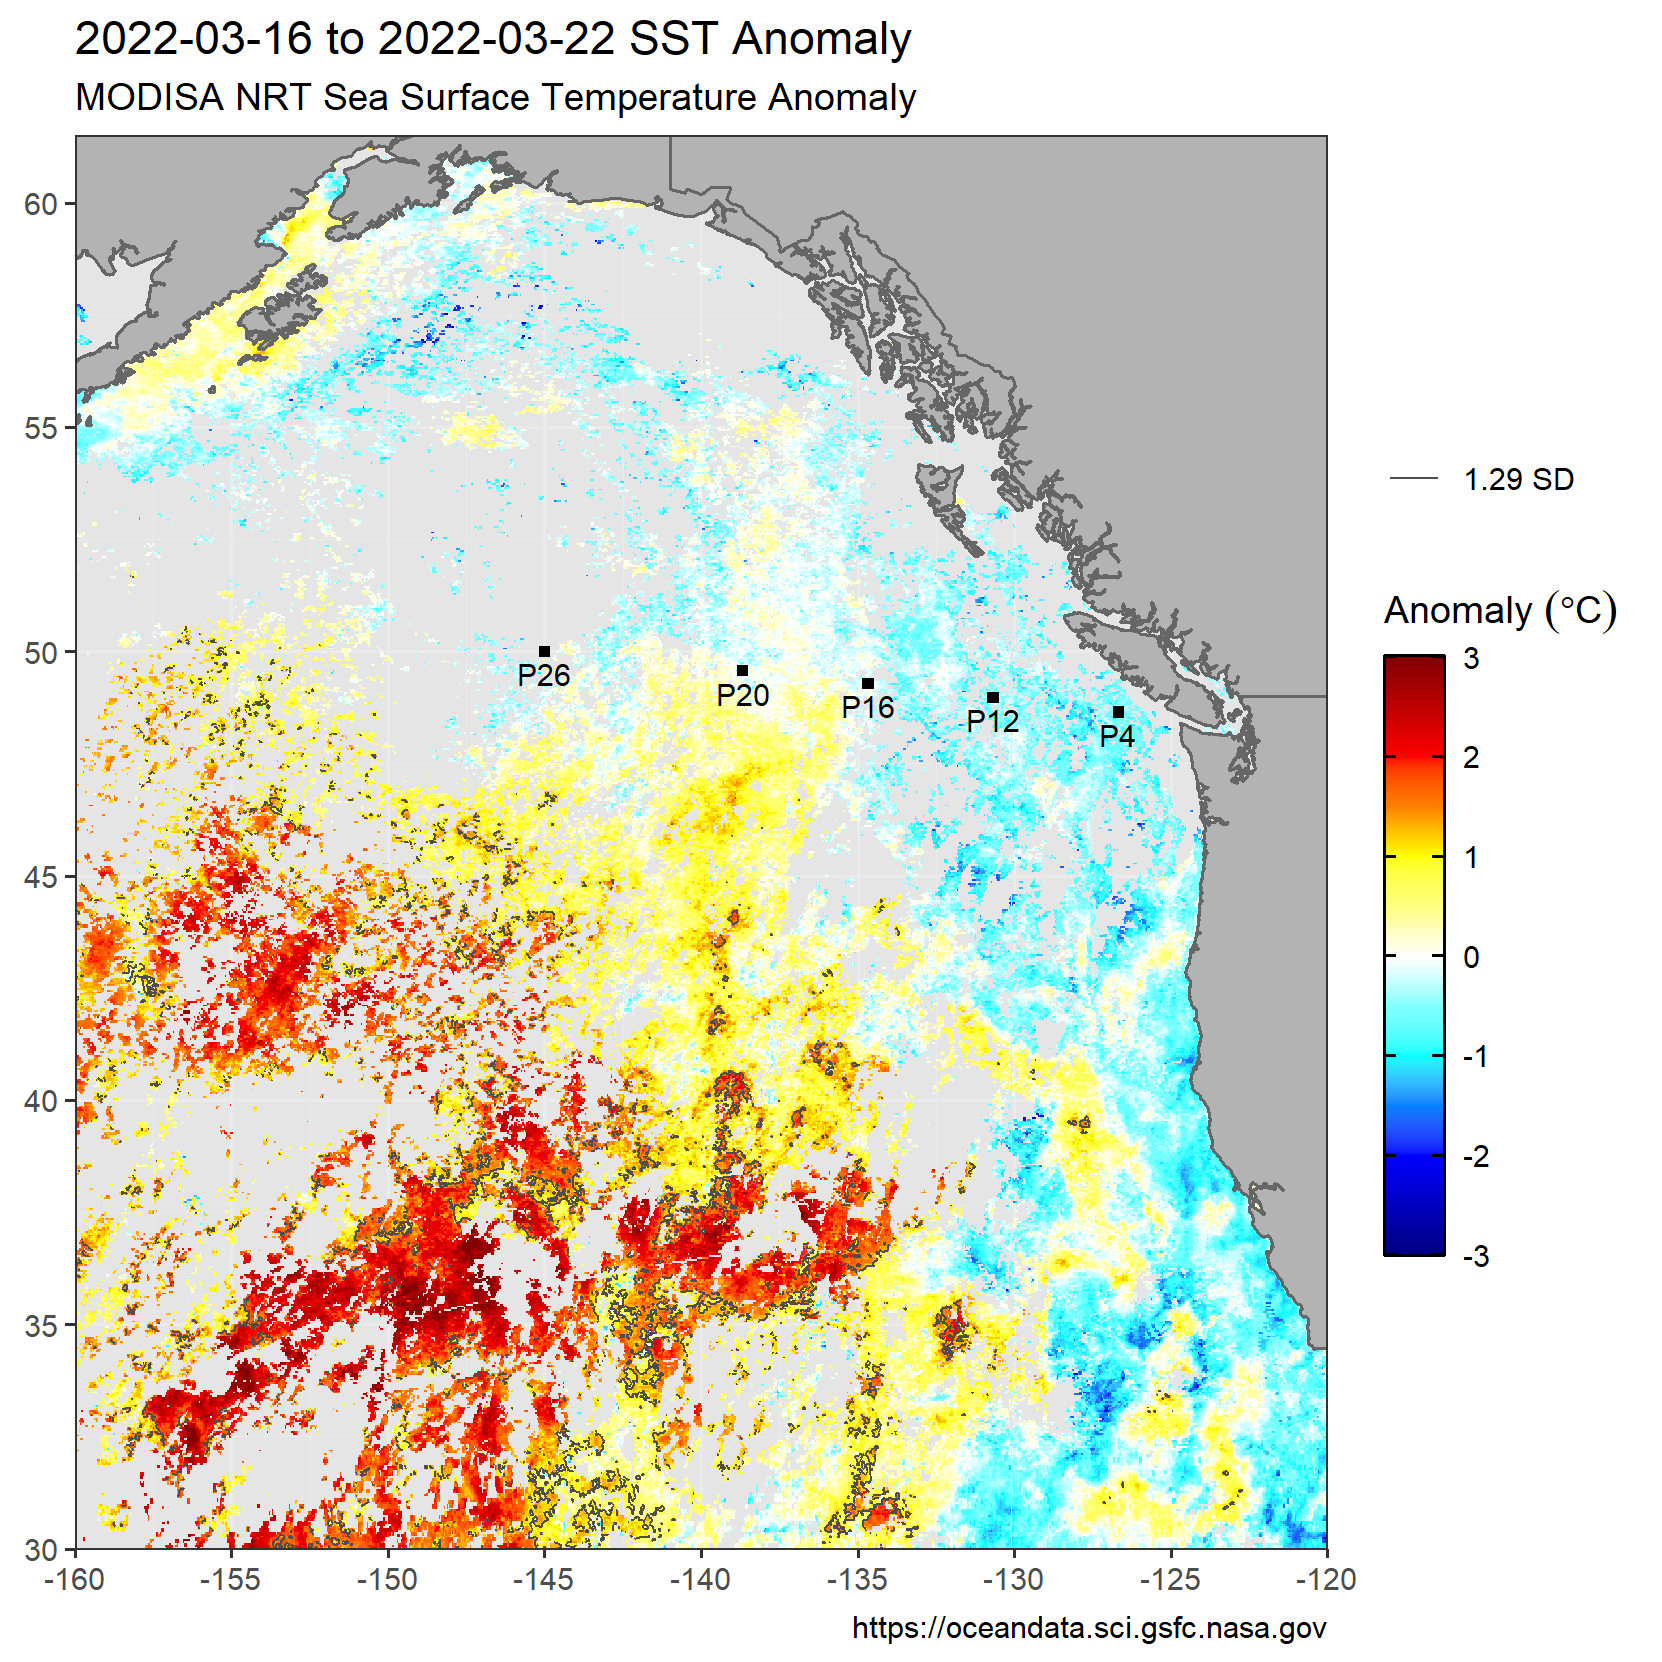 2022-03-16 to 2022-03-22 SST Anomaly
MODISA NRT Sea Surface Temperature Anomaly
60
55
50
45
40
35
30
-160
-155
-150
-145
-140
-135
-130
-125
-120
P26
P20
P16
P12
P4
1.29 SD
Anomaly (°C)
3
2
1
0
-1
-2
-3
https://oceandata.sci.gsfc.nasa.gov